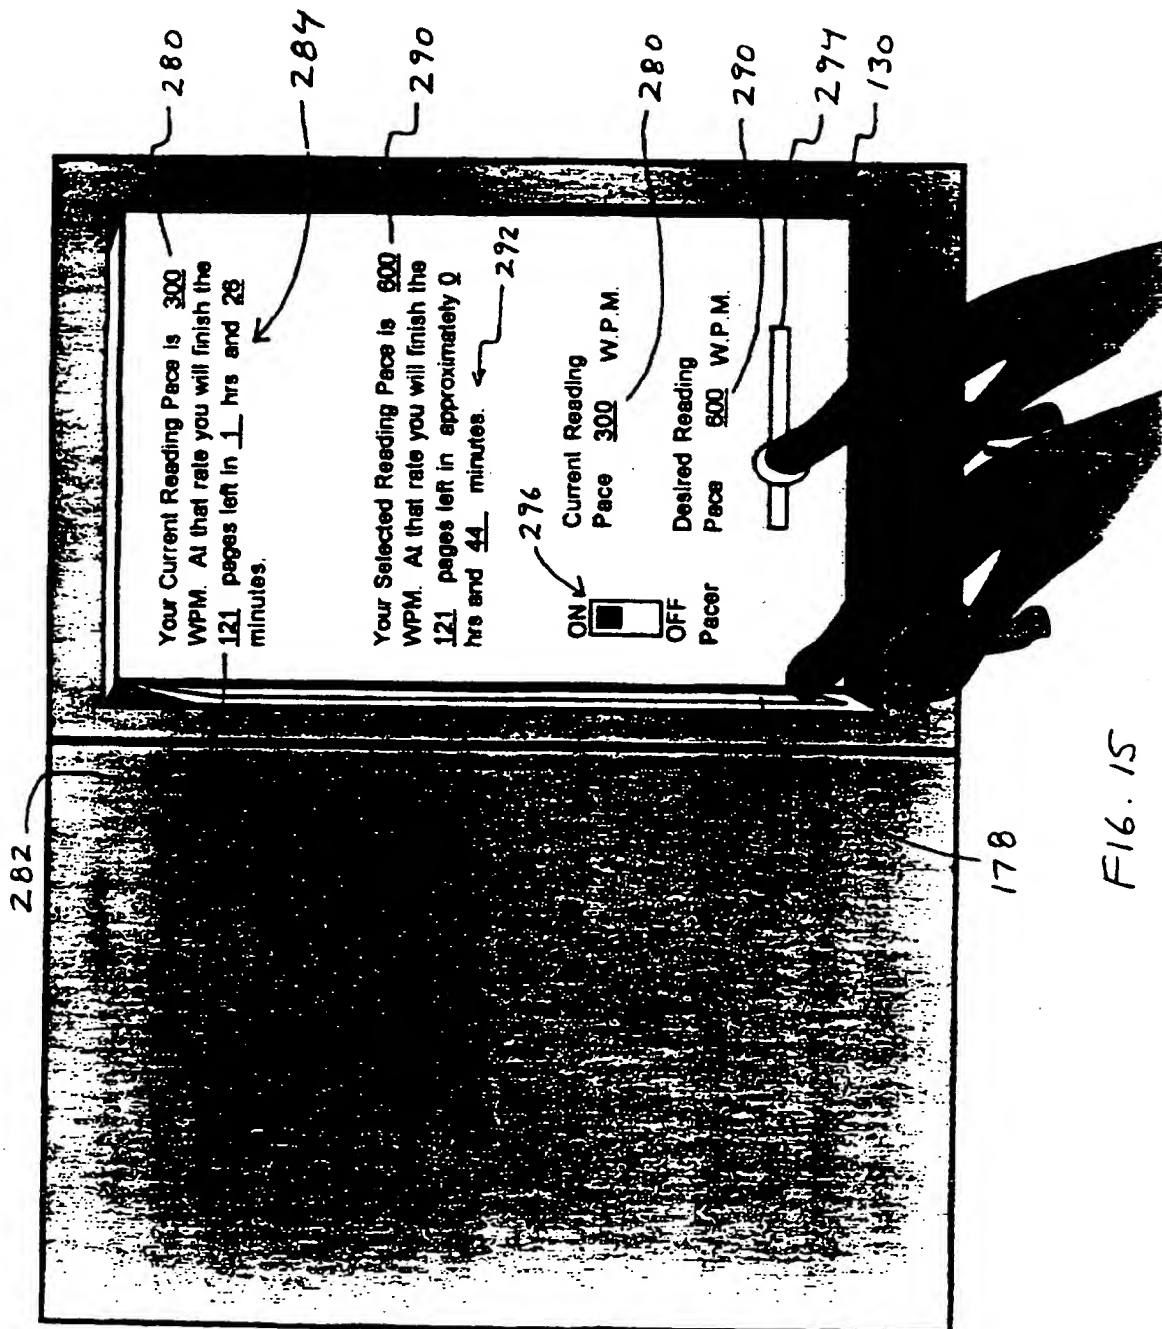 282
280
284
290
292
296
280
290
294
130
178
Your Current Reading Pace is 300
WPM. At that rate you will finish the
121 pages left in 1 hrs and 26
minutes.
Your Selected Reading Pace is 600
WPM. At that rate you will finish the
121 pages left in approximately 0
hrs and 44 minutes.
ON
OFF
Pacer
Current Reading
Pace 300 W.P.M.
Desired Reading
Pace 600 W.P.M.
FIG. 15